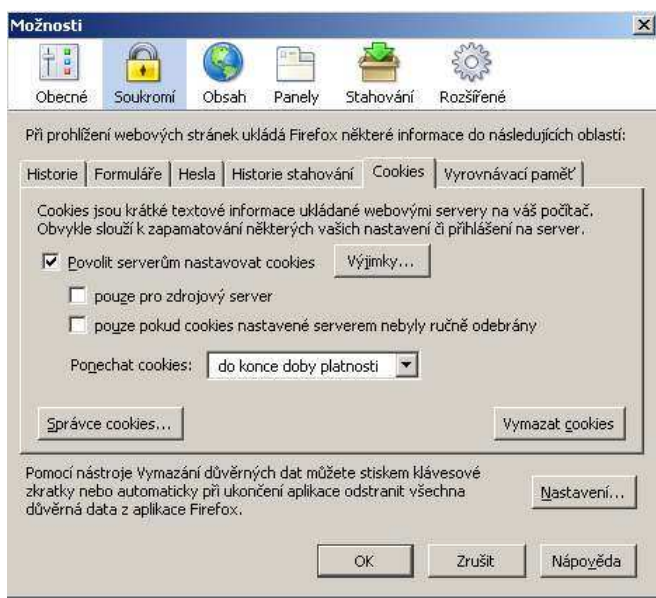 Možnosti
Obecné Soukromí Obsah Panely Stahování Rozšířené
Při prohlížení webových stránek ukládá Firefox některé informace do následujících oblastí:
Historie Formuláře Hesla Historie stahování Cookies Vyrovnávací paměť
Cookies jsou krátké textové informace ukládané webovými servery na váš počítač.
Obvykle slouží k zapamatování některých vašich nastavení či přihlášení na server.
Povolit serverům nastavovat cookies Výjimky...
pouze pro zdrojový server
pouze pokud cookies nastavené serverem nebyly ručně odebrány
Ponechat cookies: do konce doby platnosti
Správce cookies... Vymazat cookies
Pomocí nástroje Vymazání důvěrných dat můžete stiskem klávesové
zkratky nebo automaticky při ukončení aplikace odstranit všechna
důvěrná data z aplikace Firefox.
Nastavení...
OK Zrušit Nápověda